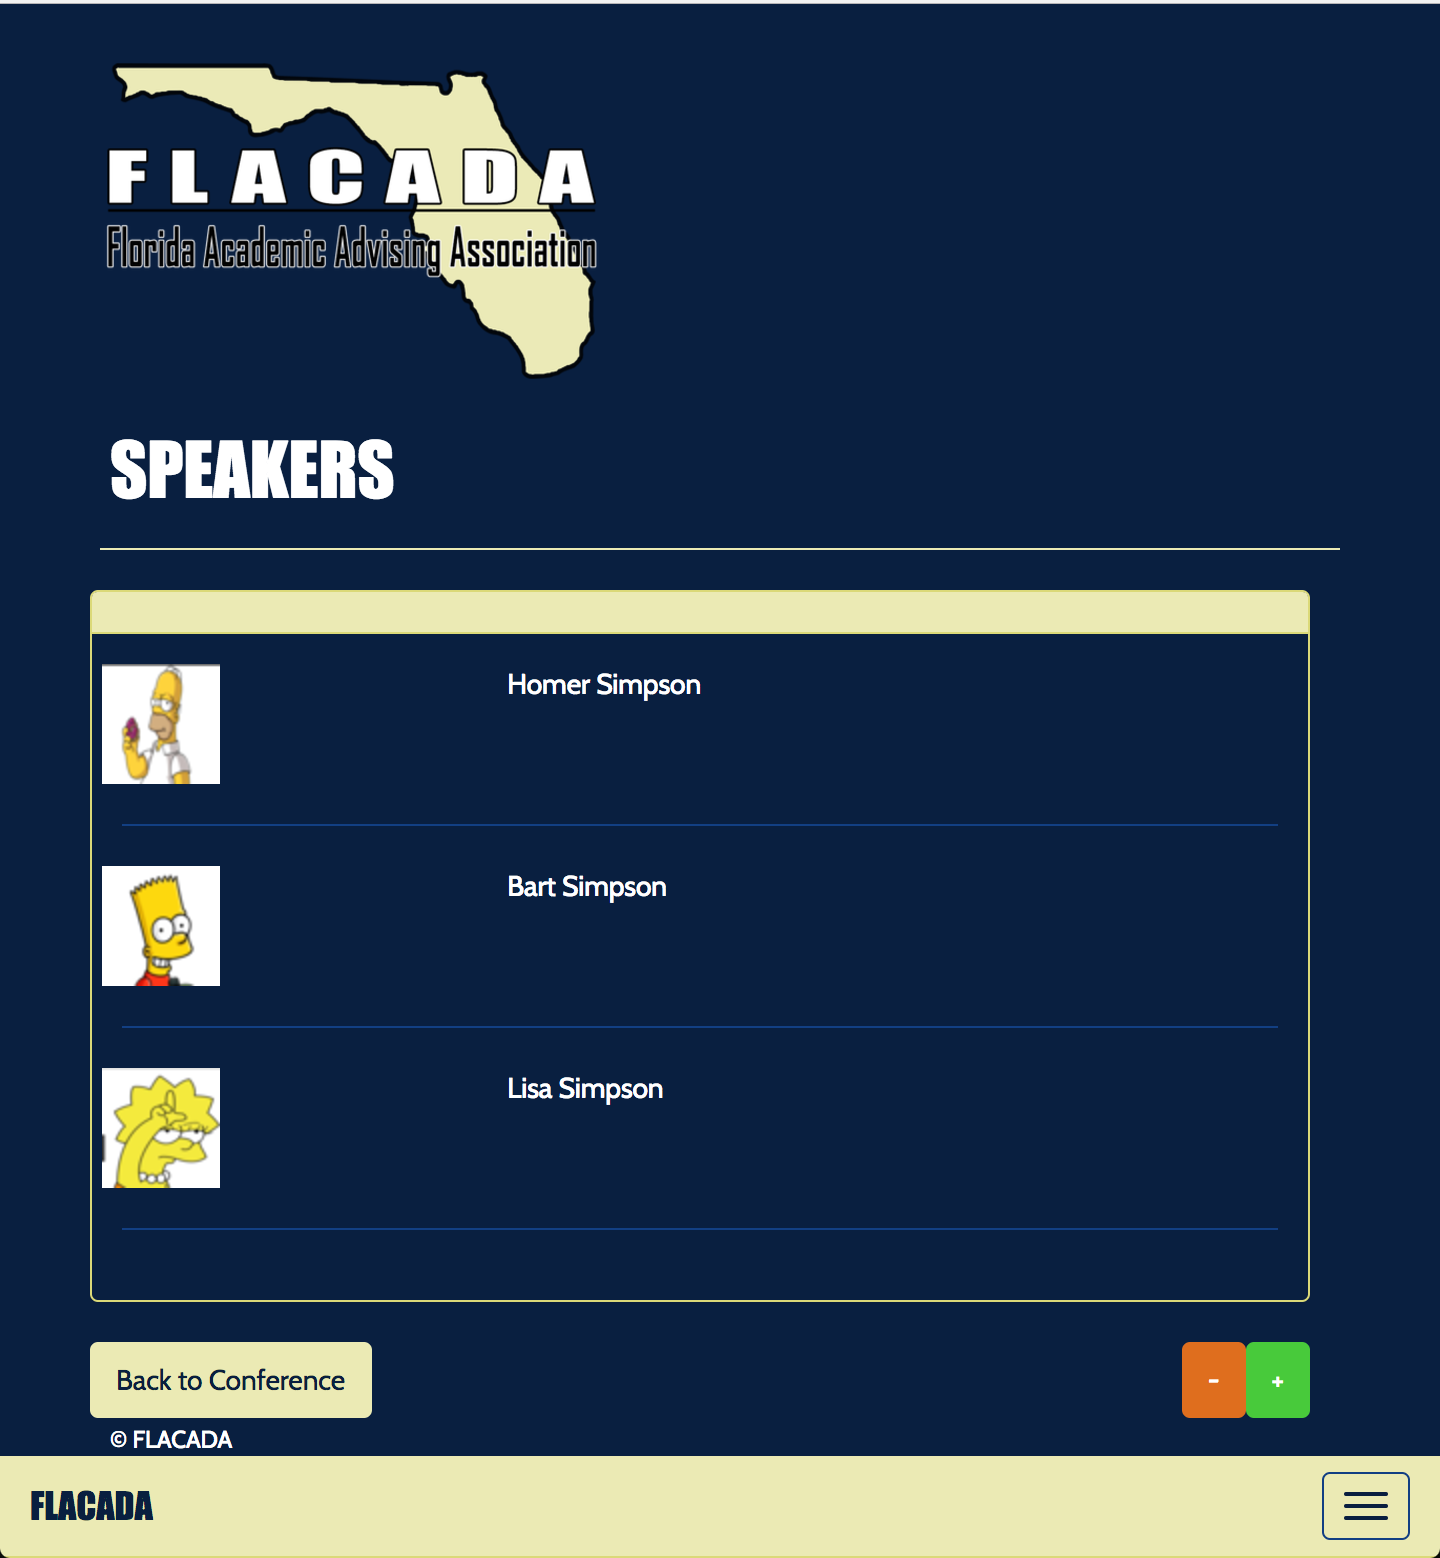 FLACADA
Florida Academic Advising Association
SPEAKERS
Homer Simpson
Bart Simpson
Lisa Simpson
Back to Conference
- +
© FLACADA
FLACADA